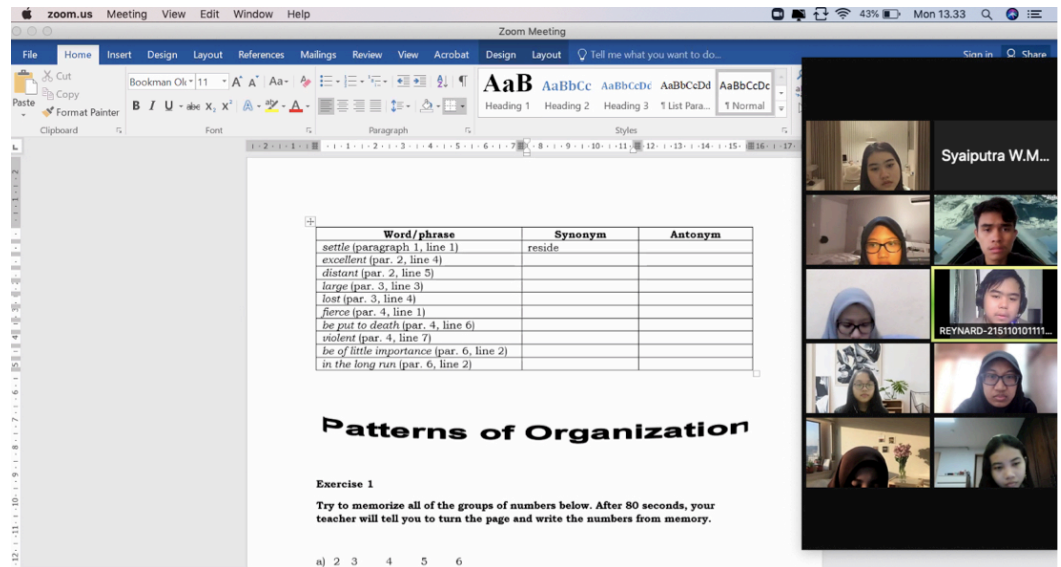 zoom.us Meeting View Edit Window Help 43% Mon 13.33
Zoom Meeting
File Home Insert Design Layout References Mailings Review View Acrobat Design Layout Tell me what you want to do... Sign in Share
Cut
Copy
Format Painter
Paste
Bookman Ol 11
Clipboard Font Paragraph Styles
AaB AaBbCc AaBbCcDc AaBbCcDd AaBbCcDc
Heading 1 Heading 2 Heading 3 ¶ List Para... ¶ Normal
Word/phrase Synonym Antonym
settle (paragraph 1, line 1) reside
excellent (par. 2, line 4)
distant (par. 2, line 5)
large (par. 3, line 3)
lost (par. 3, line 4)
fierce (par. 4, line 1)
be put to death (par. 4, line 6)
violent (par. 4, line 7)
be of little importance (par. 6, line 2)
in the long run (par. 6, line 2)
Patterns of Organization
Exercise 1
Try to memorize all of the groups of numbers below. After 80 seconds, your
teacher will tell you to turn the page and write the numbers from memory.
a) 2 3 4 5 6
Syaiputra W.M...
REYNARD-215110101111...